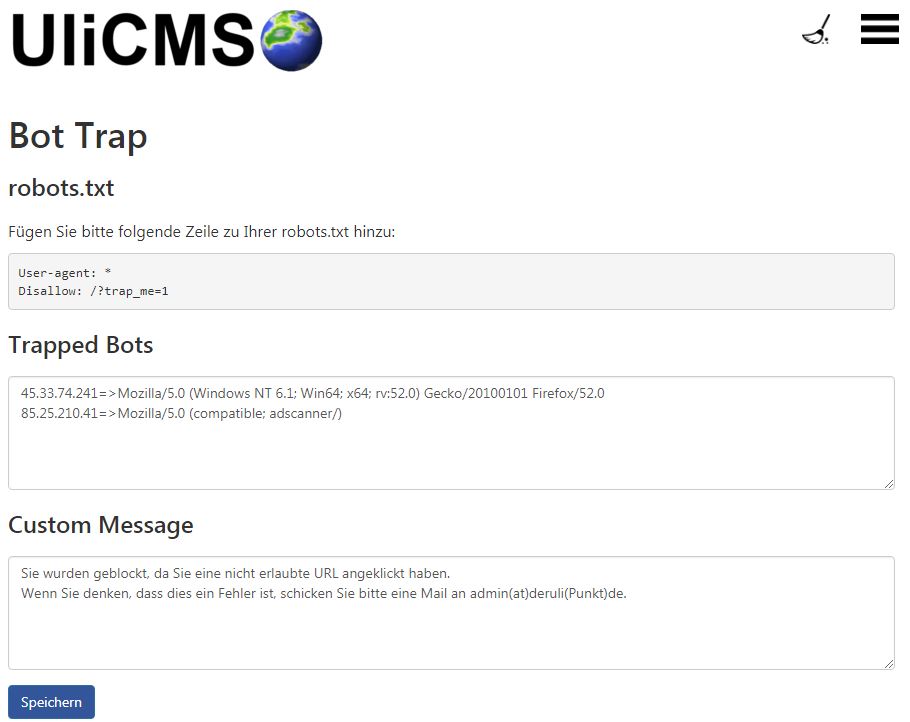 UliCMS
Bot Trap
robots.txt
Fügen Sie bitte folgende Zeile zu Ihrer robots.txt hinzu:
User-agent: *
Disallow: /?trap_me=1
Trapped Bots
45.33.74.241=>Mozilla/5.0 (Windows NT 6.1; Win64; x64; rv:52.0) Gecko/20100101 Firefox/52.0
85.25.210.41=>Mozilla/5.0 (compatible; adscanner/)
Custom Message
Sie wurden geblockt, da Sie eine nicht erlaubte URL angeklickt haben.
Wenn Sie denken, dass dies ein Fehler ist, schicken Sie bitte eine Mail an admin(at)deruli(Punkt)de.
Speichern